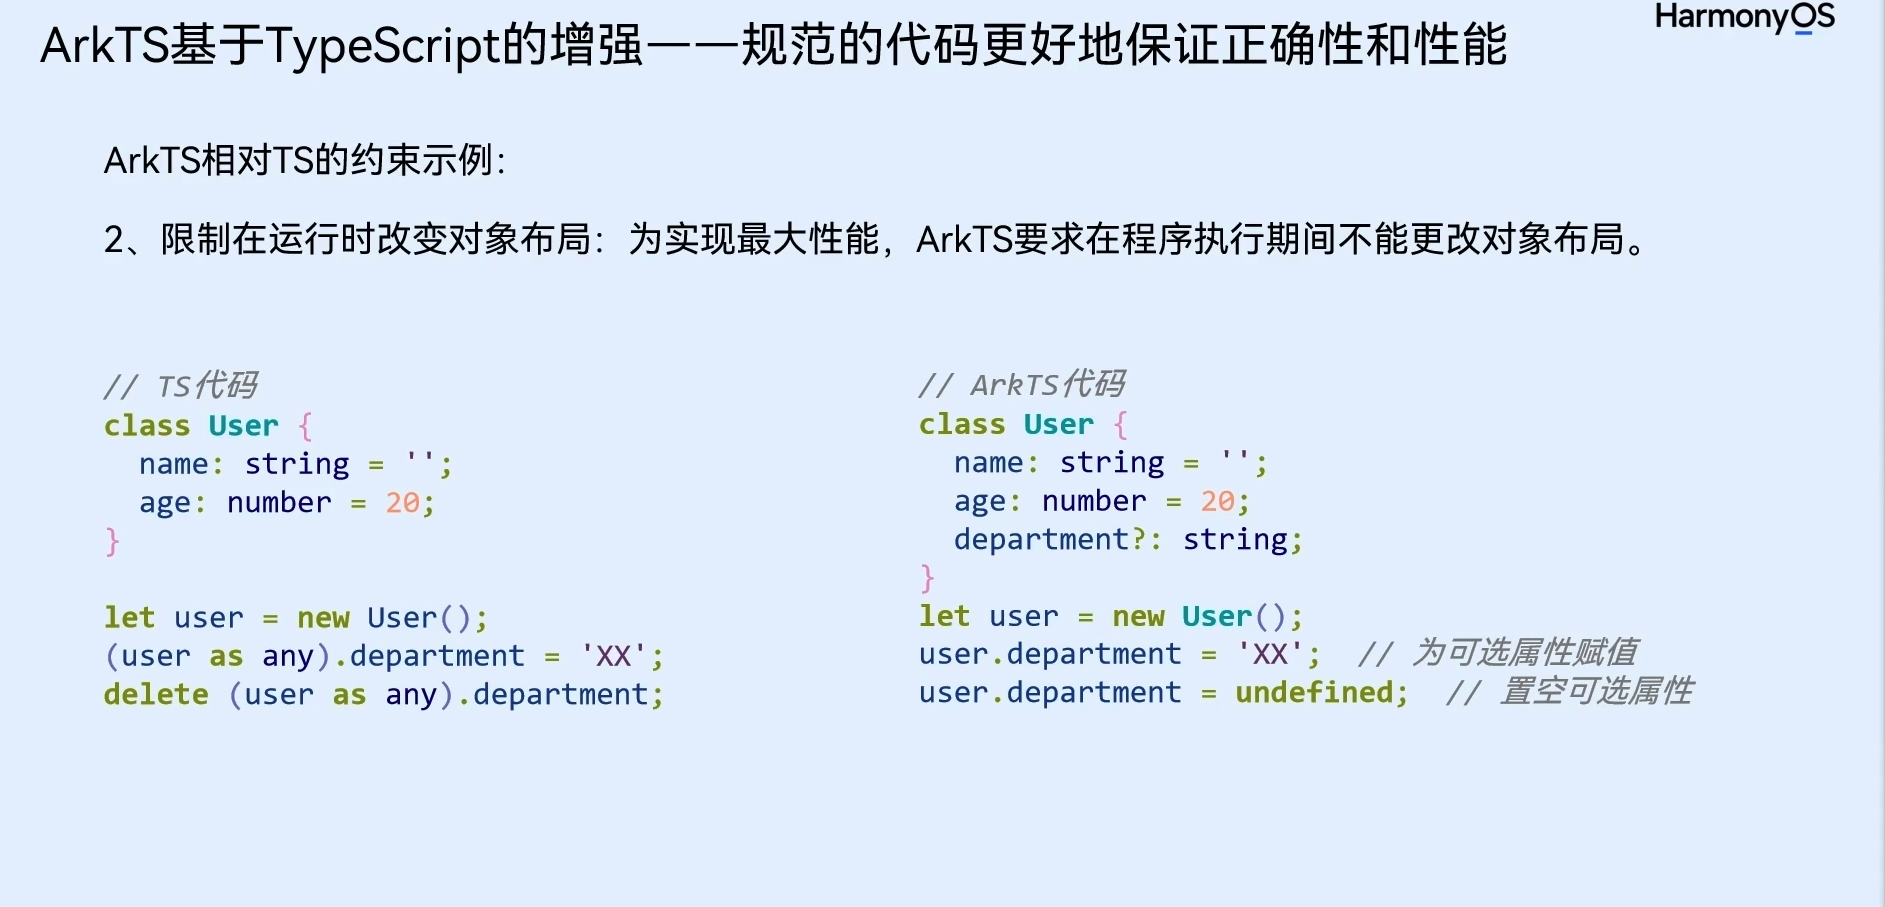 HarmonyOS
ArkTS基于TypeScript的增强——规范的代码更好地保证正确性和性能
ArkTS相对TS的约束示例：
2、限制在运行时改变对象布局：为实现最大性能，ArkTS要求在程序执行期间不能更改对象布局。
// TS代码
class User {
  name: string = '';
  age: number = 20;
}
let user = new User();
(user as any).department = 'XX';
delete (user as any).department;
// ArkTS代码
class User {
  name: string = '';
  age: number = 20;
  department?: string;
}
let user = new User();
user.department = 'XX';  // 为可选属性赋值
user.department = undefined;  // 置空可选属性